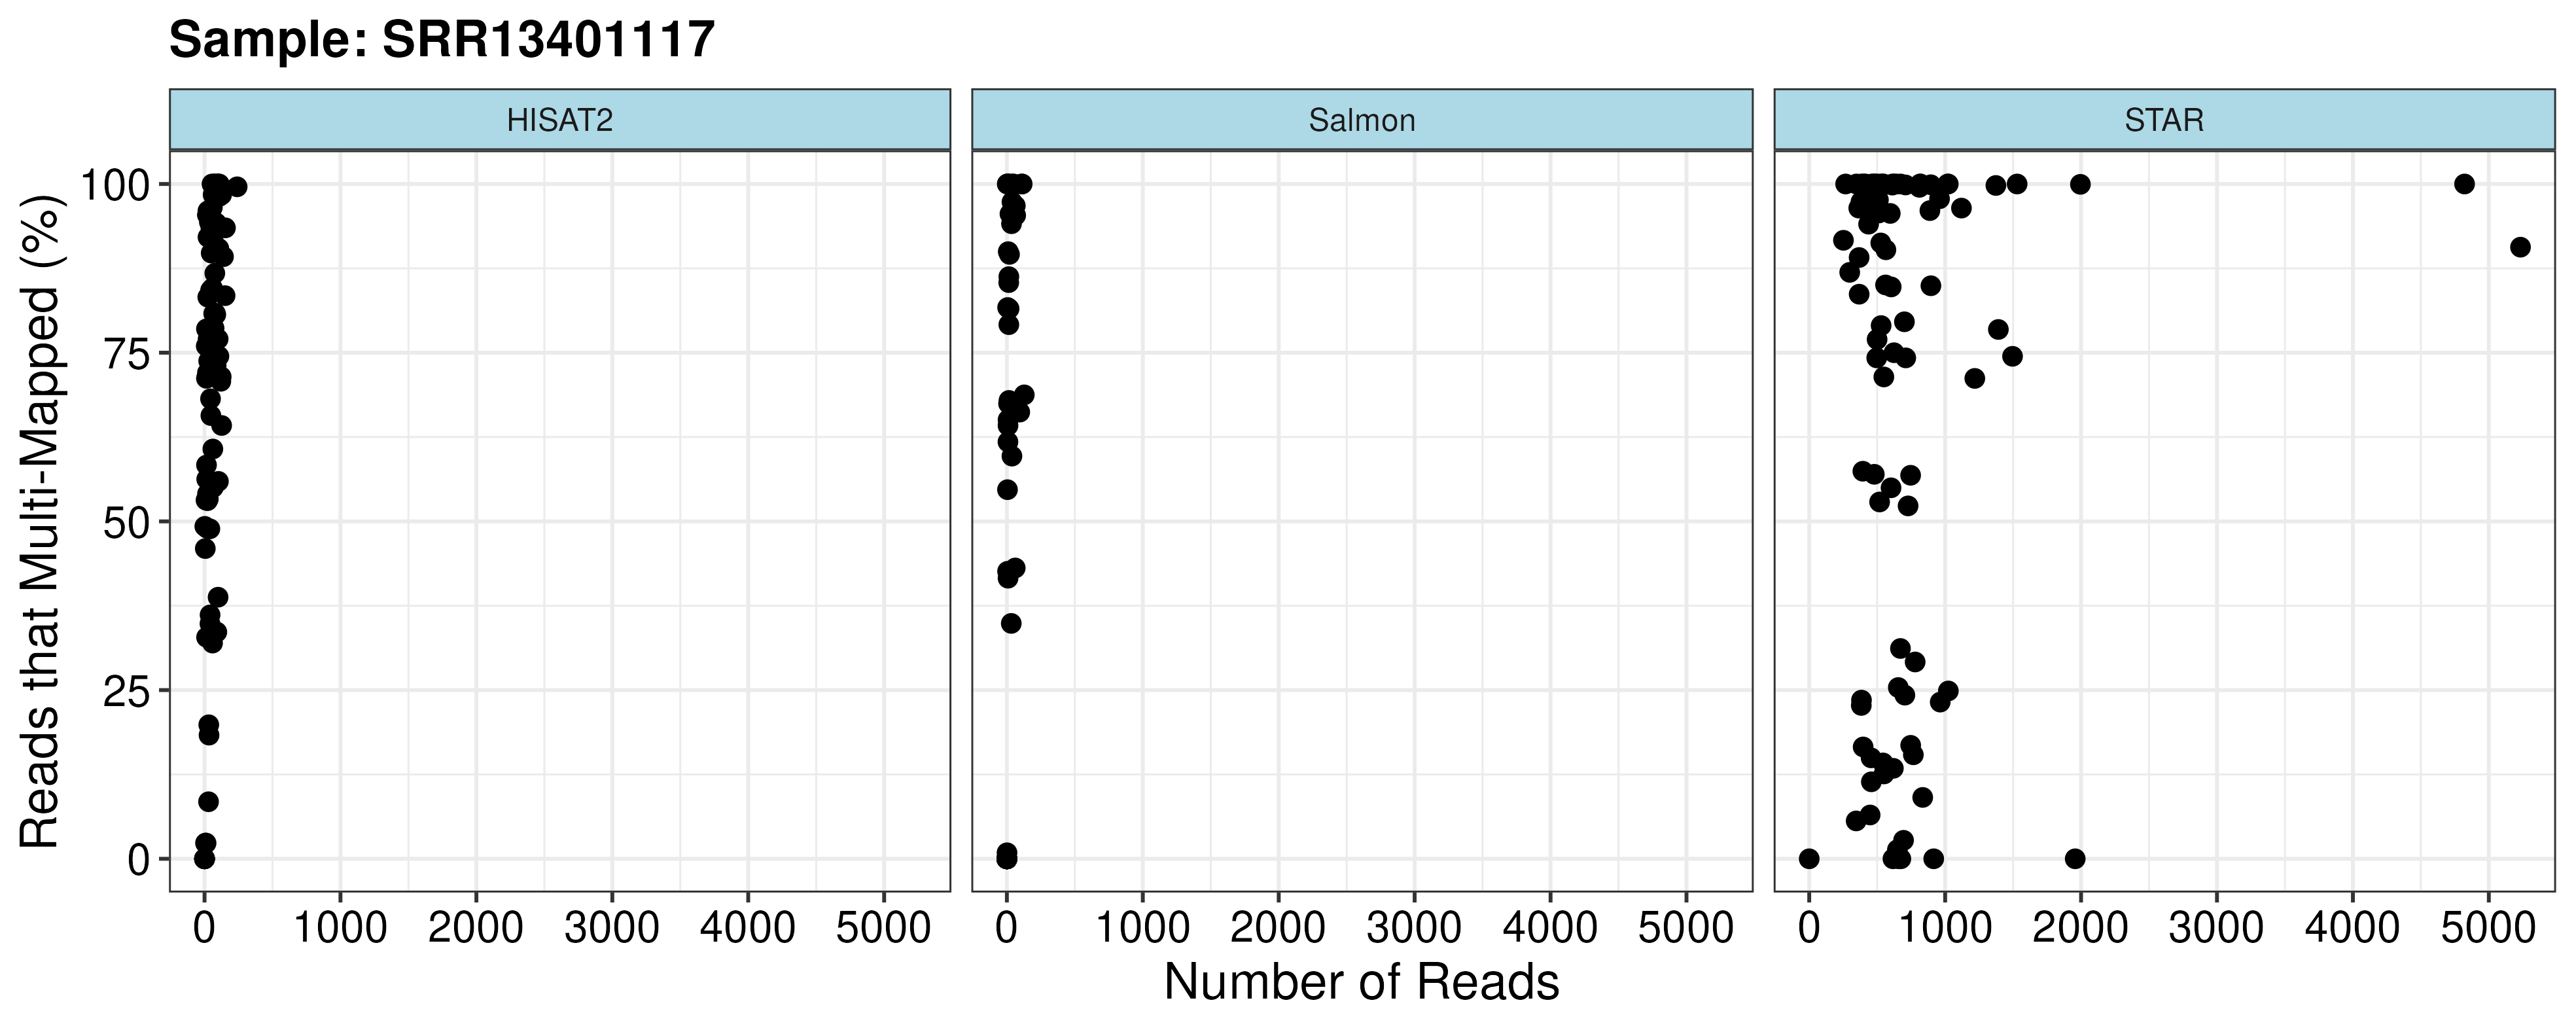 Sample: SRR13401117
HISAT2 Salmon STAR
Reads that Multi-Mapped (%)
100
75
50
25
0
0 1000 2000 3000 4000 5000 0 1000 2000 3000 4000 5000 0 1000 2000 3000 4000 5000
Number of Reads